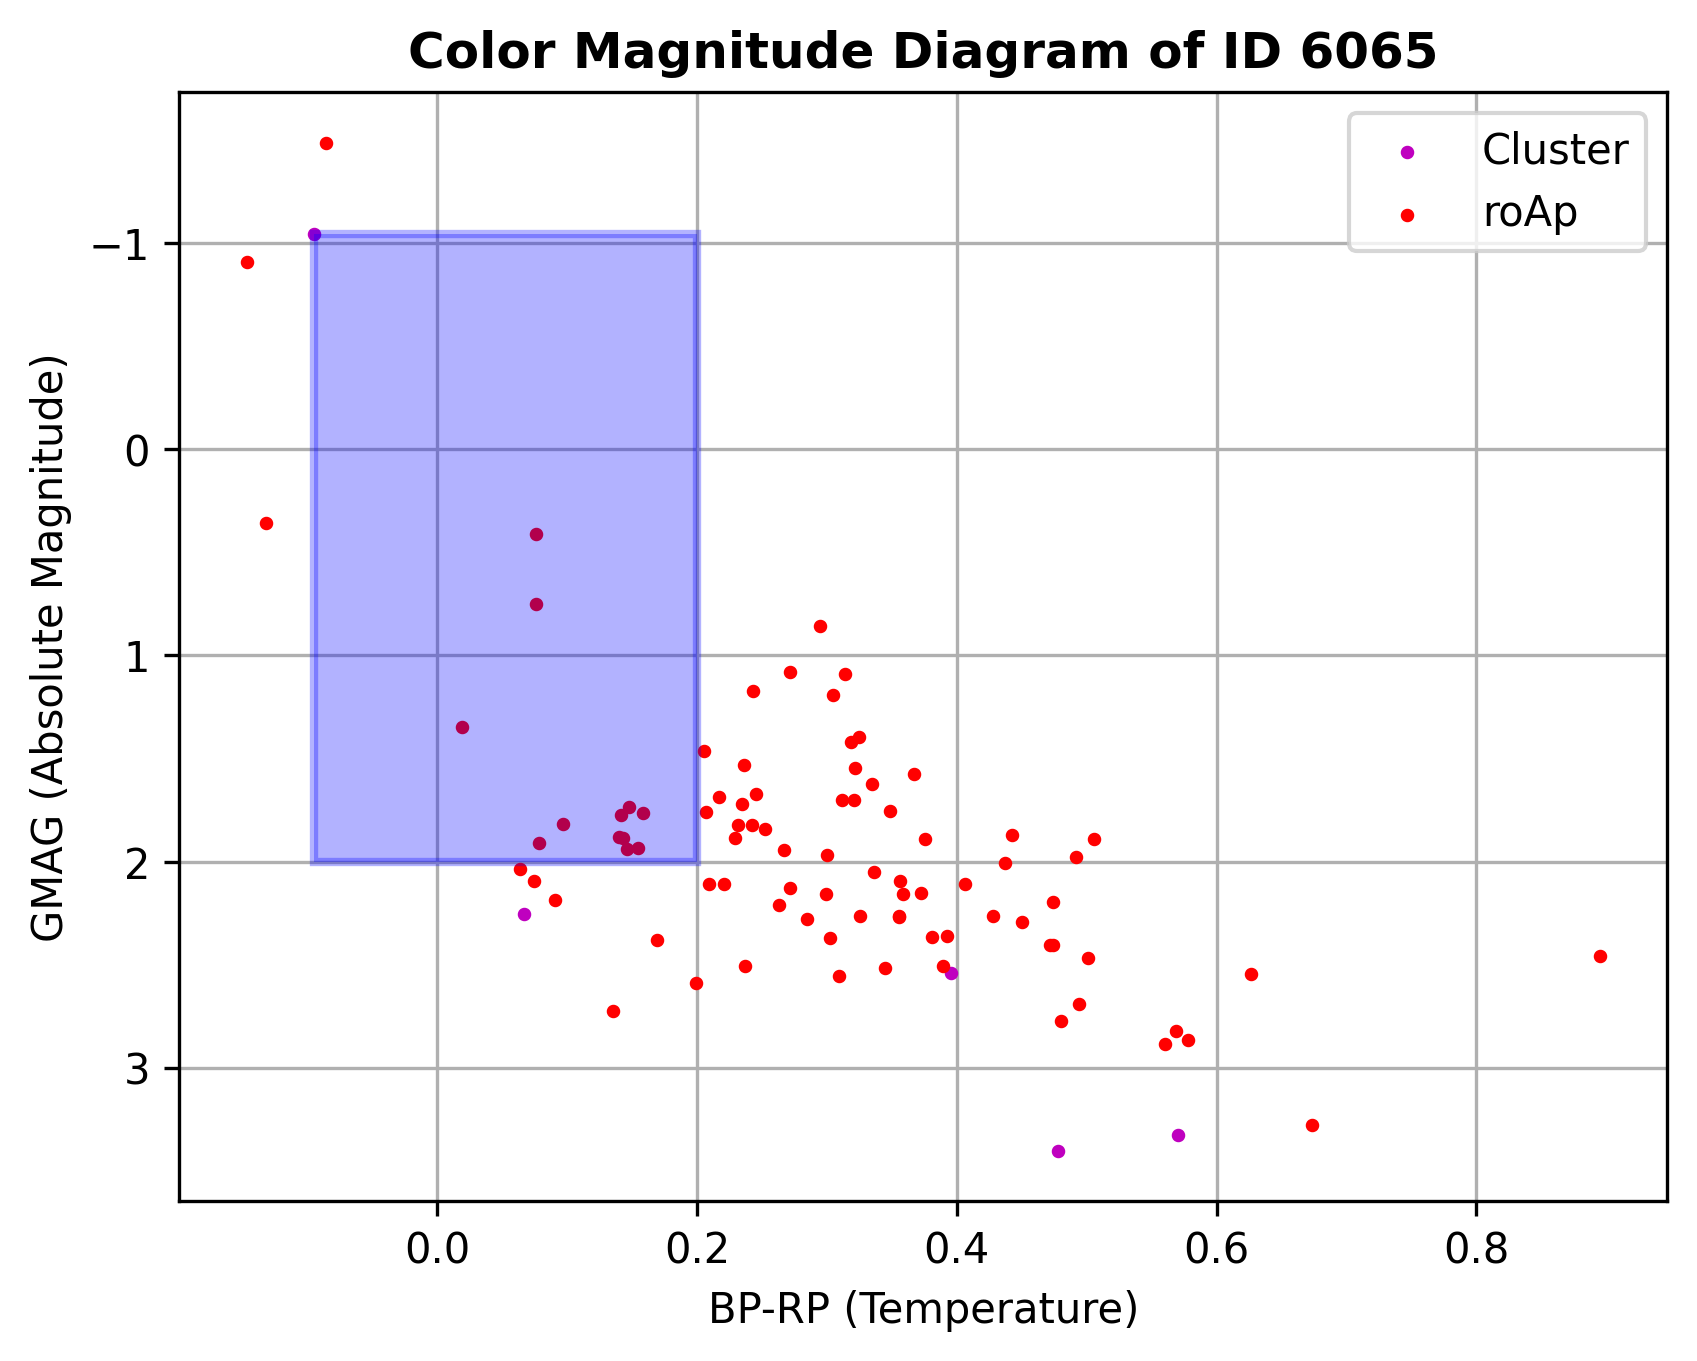 Color Magnitude Diagram of ID 6065
Cluster
roAp
GMAG (Absolute Magnitude)
−1
0
1
2
3
0.0 0.2 0.4 0.6 0.8
BP-RP (Temperature)